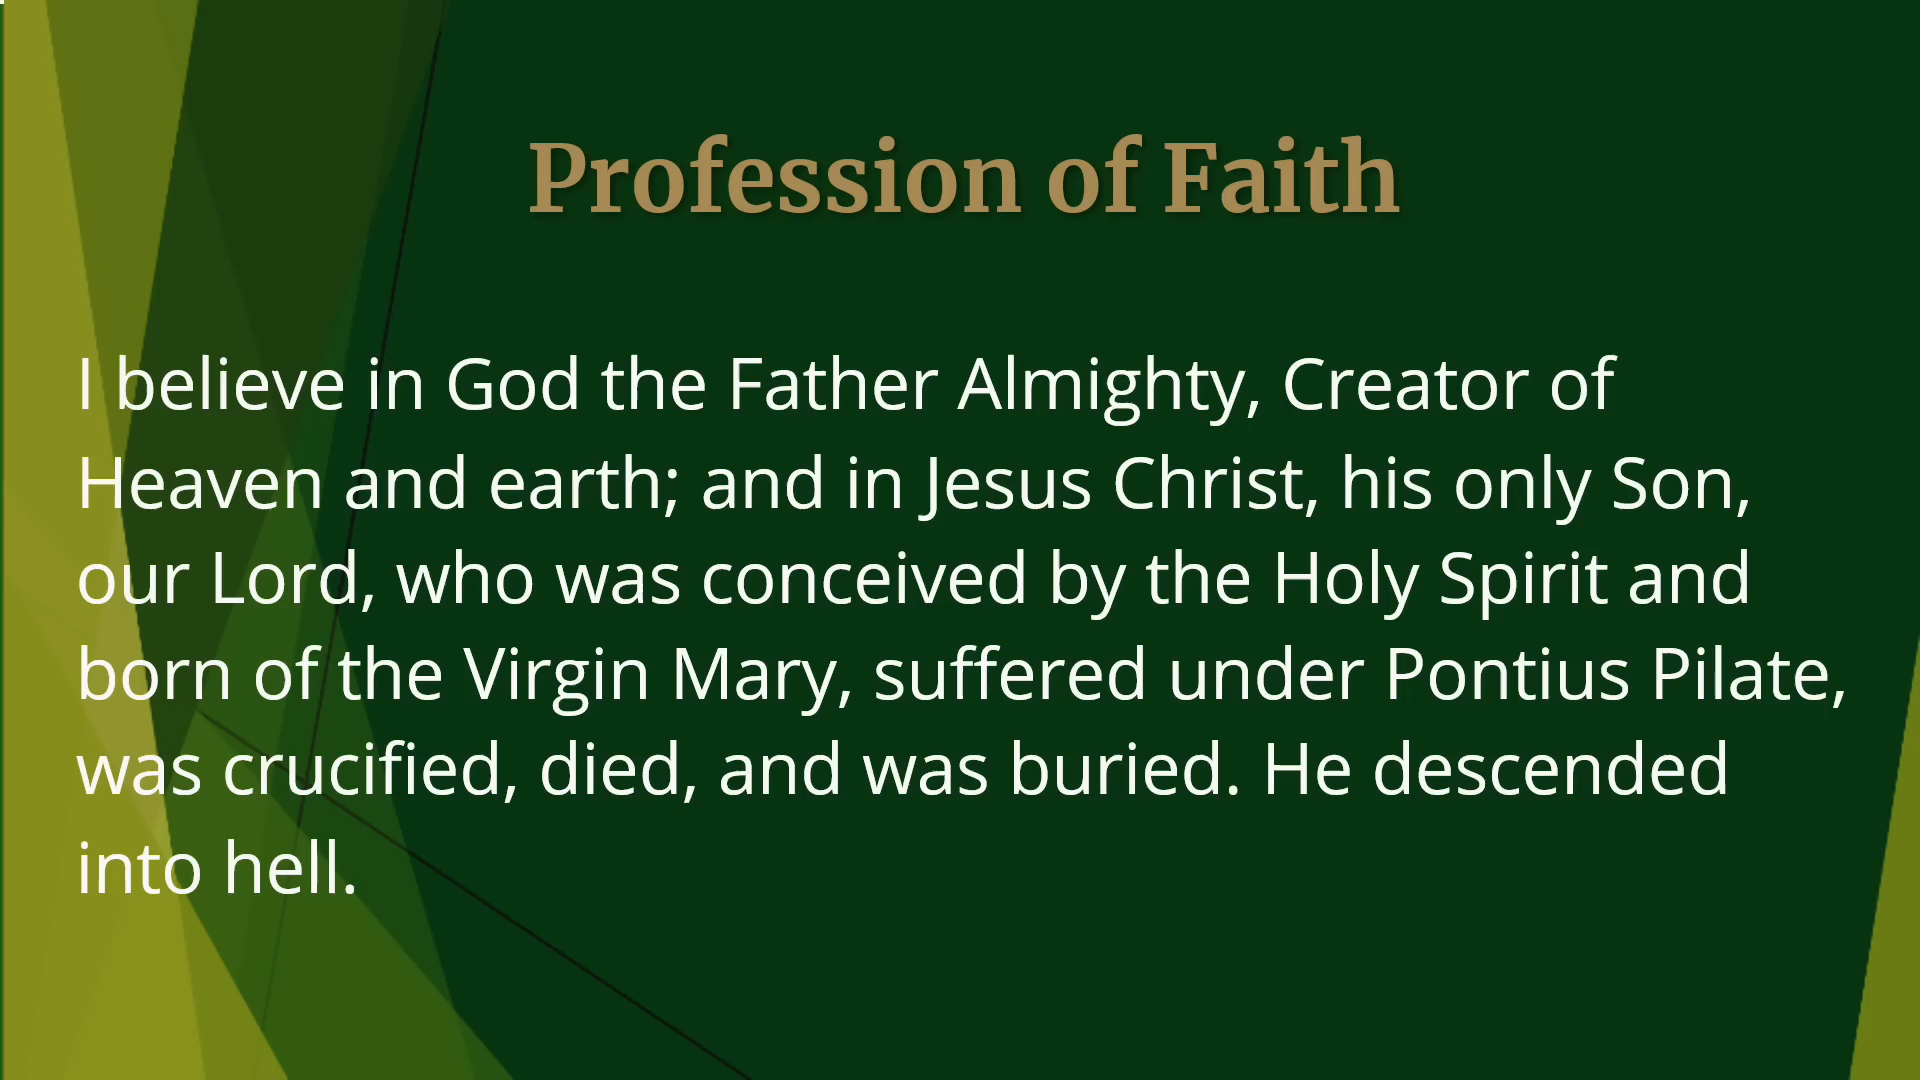 Profession of Faith
I believe in God the Father Almighty, Creator of
Heaven and earth; and in Jesus Christ, his only Son,
our Lord, who was conceived by the Holy Spirit and
born of the Virgin Mary, suffered under Pontius Pilate,
was crucified, died, and was buried. He descended
into hell.